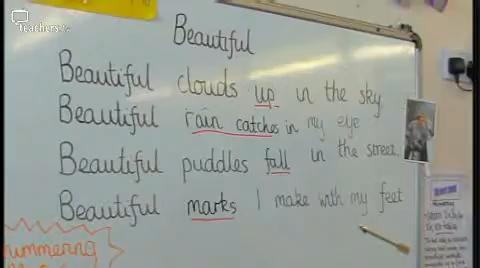 Teachers.tv
Beautiful
Beautiful clouds up in the sky
Beautiful rain catches in my eye
Beautiful puddles fall in the street.
Beautiful marks I make with my feet